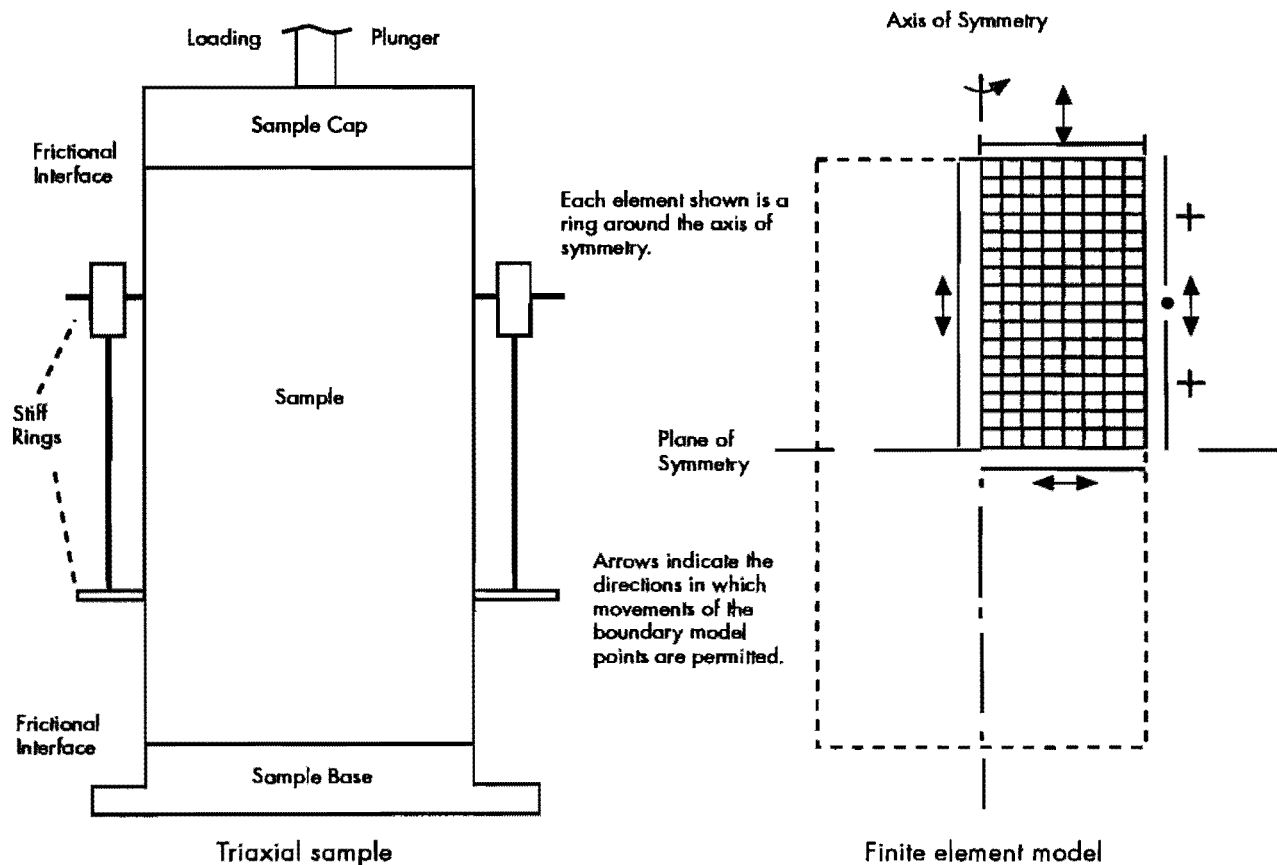 Loading Plunger
Sample Cap
Frictional
Interface
Sample
Stiff
Rings
Frictional
Interface
Sample Base
Triaxial sample
Axis of Symmetry
Each element shown is a
ring around the axis of
symmetry.
Plane of
Symmetry
Arrows indicate the
directions in which
movements of the
boundary model
points are permitted.
Finite element model